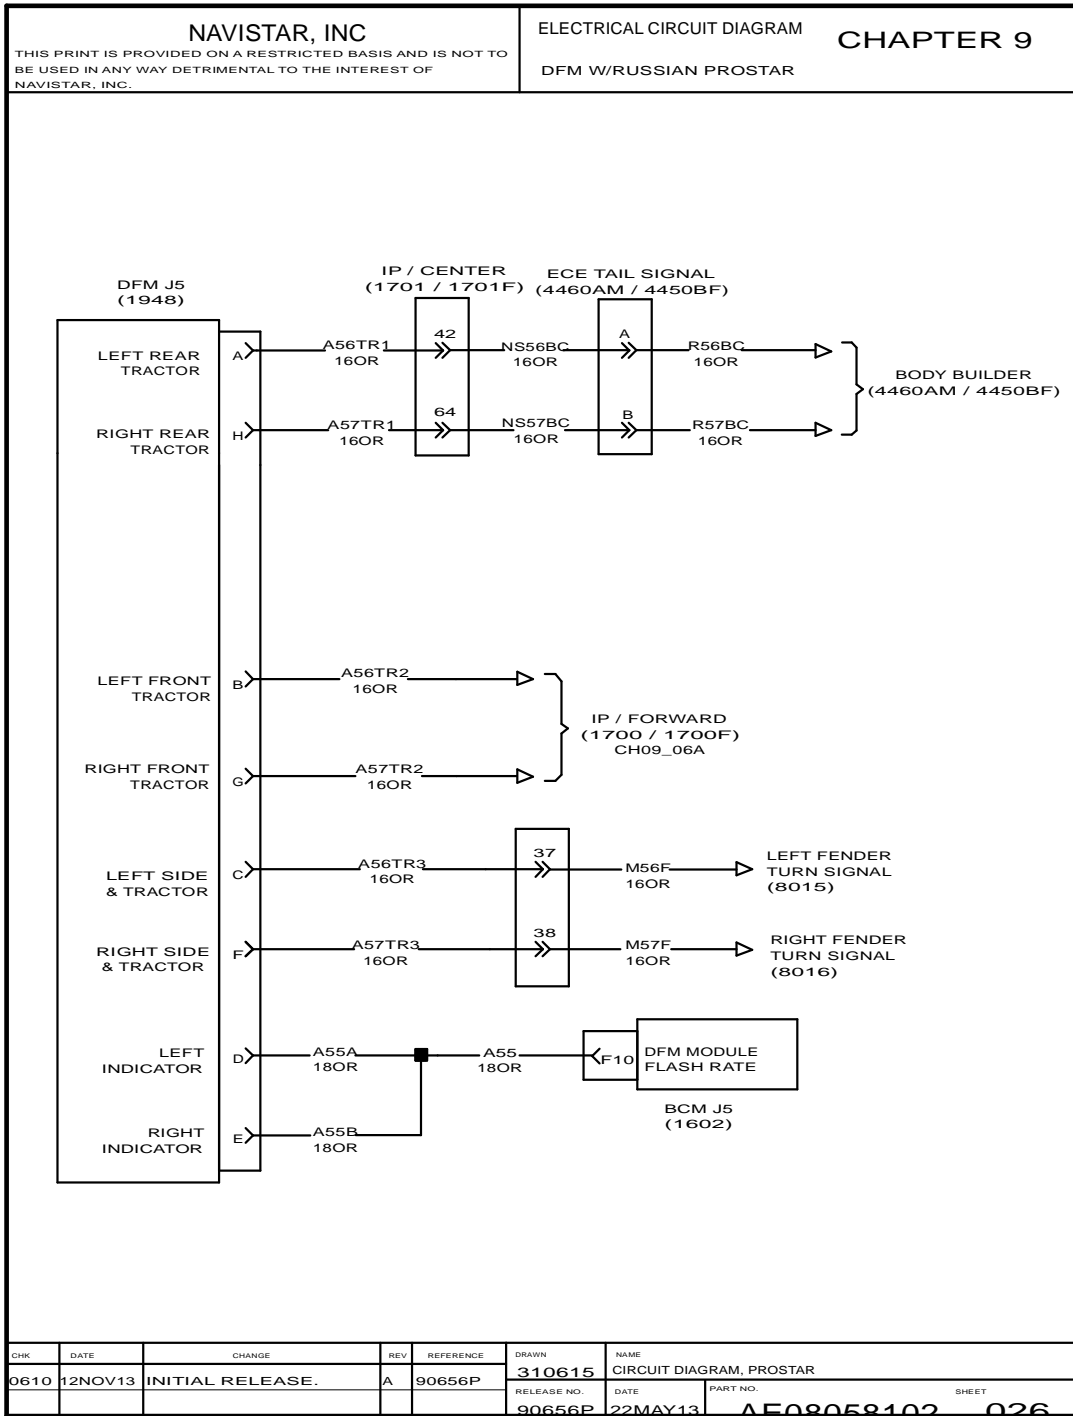 NAVISTAR, INC
THIS PRINT IS PROVIDED ON A RESTRICTED BASIS AND IS NOT TO
BE USED IN ANY WAY DETRIMENTAL TO THE INTEREST OF
NAVISTAR, INC.
ELECTRICAL CIRCUIT DIAGRAM
CHAPTER 9
DFM W/RUSSIAN PROSTAR
DFM J5
(1948)
IP / CENTER
(1701 / 1701F)
ECE TAIL SIGNAL
(4460AM / 4450BF)
LEFT REAR
TRACTOR
A
A56TR1
16OR
42
NS56BC
16OR
A
R56BC
16OR
BODY BUILDER
(4460AM / 4450BF)
RIGHT REAR
TRACTOR
H
A57TR1
16OR
64
NS57BC
16OR
B
R57BC
16OR
LEFT FRONT
TRACTOR
B
A56TR2
16OR
IP / FORWARD
(1700 / 1700F)
CH09_06A
RIGHT FRONT
TRACTOR
G
A57TR2
16OR
LEFT SIDE
& TRACTOR
C
A56TR3
16OR
37
M56F
16OR
LEFT FENDER
TURN SIGNAL
(8015)
RIGHT SIDE
& TRACTOR
F
A57TR3
16OR
38
M57F
16OR
RIGHT FENDER
TURN SIGNAL
(8016)
LEFT
INDICATOR
D
A55A
18OR
A55
18OR
F10
DFM MODULE
FLASH RATE
BCM J5
(1602)
RIGHT
INDICATOR
E
A55B
18OR
CHK DATE CHANGE REV REFERENCE
0610 12NOV13 INITIAL RELEASE. A 90656P
DRAWN
310615
NAME
CIRCUIT DIAGRAM, PROSTAR
RELEASE NO.
90656P
DATE
22MAY13
PART NO.
AE08058102
SHEET
026